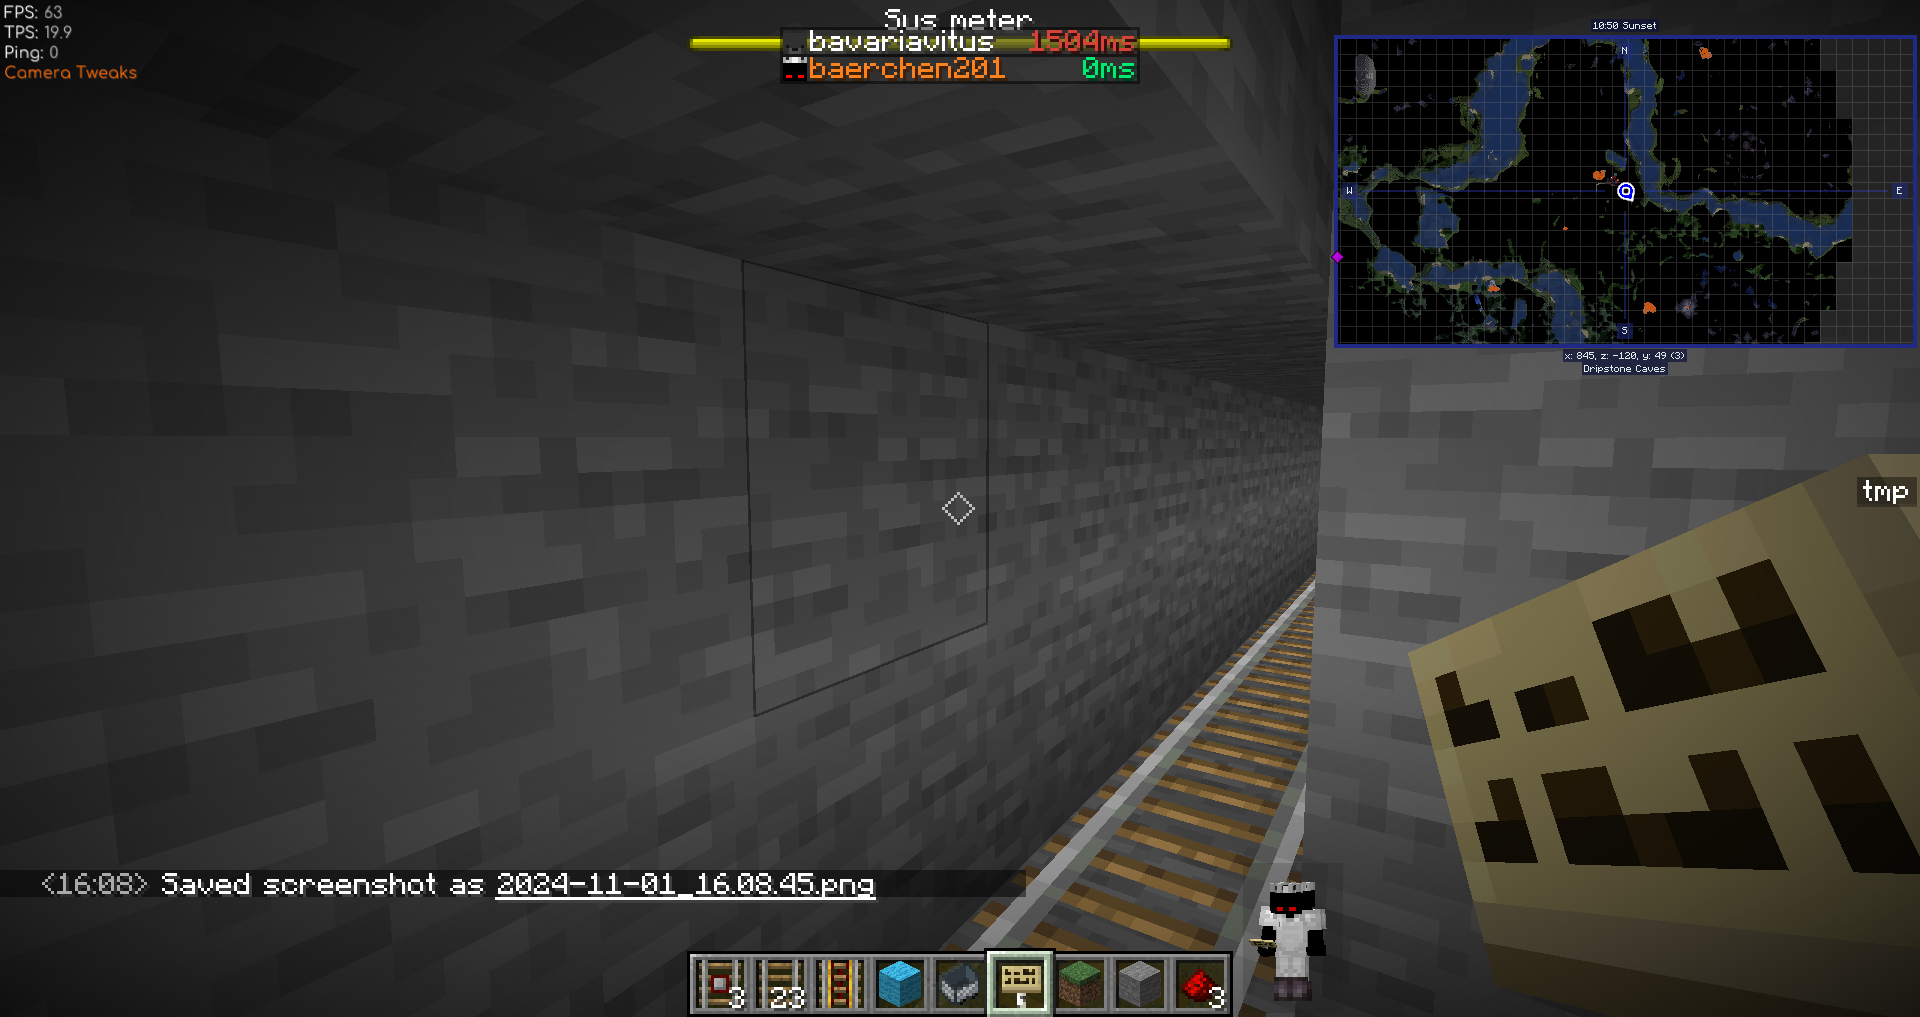 FPS: 63
TPS: 19.9
Ping: 0
Camera Tweaks
Sus meter
bavariavitus 1504ms
baerchen201 0ms
10:50 Sunset
N
W
E
S
x: 845, z: -120, y: 49 (3)
Dripstone Caves
tmp
<16:08> Saved screenshot as 2024-11-01_16.08.45.png
3
23
5
3